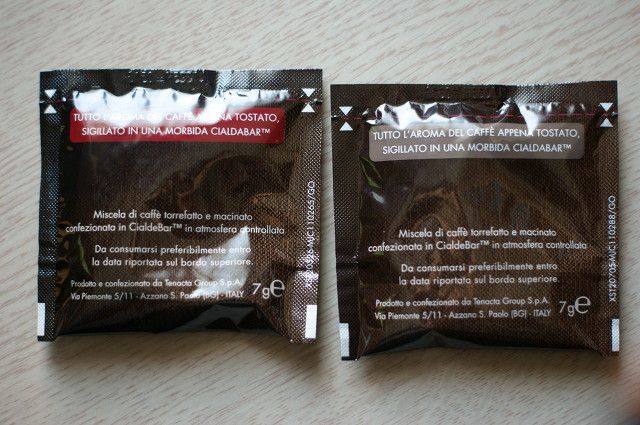 TUTTO L'AROMA DEL CAFFÈ APPENA TOSTATO,
SIGILLATO IN UNA MORBIDA CIALDABAR™
Miscela di caffè torrefatto e macinato
confezionata in CialdeBar™ in atmosfera controllata
Da consumarsi preferibilmente entro
la data riportata sul bordo superiore.
Prodotto e confezionato da Tenacta Group S.p.A.
Via Piemonte 5/11 - Azzano S. Paolo (BG) - ITALY
7g e
TUTTO L'AROMA DEL CAFFÈ APPENA TOSTATO,
SIGILLATO IN UNA MORBIDA CIALDABAR™
Miscela di caffè torrefatto e macinato
confezionata in CialdeBar™ in atmosfera controllata
Da consumarsi preferibilmente entro
la data riportata sul bordo superiore.
Prodotto e confezionato da Tenacta Group S.p.A.
Via Piemonte 5/11 - Azzano S. Paolo (BG) - ITALY
7g e